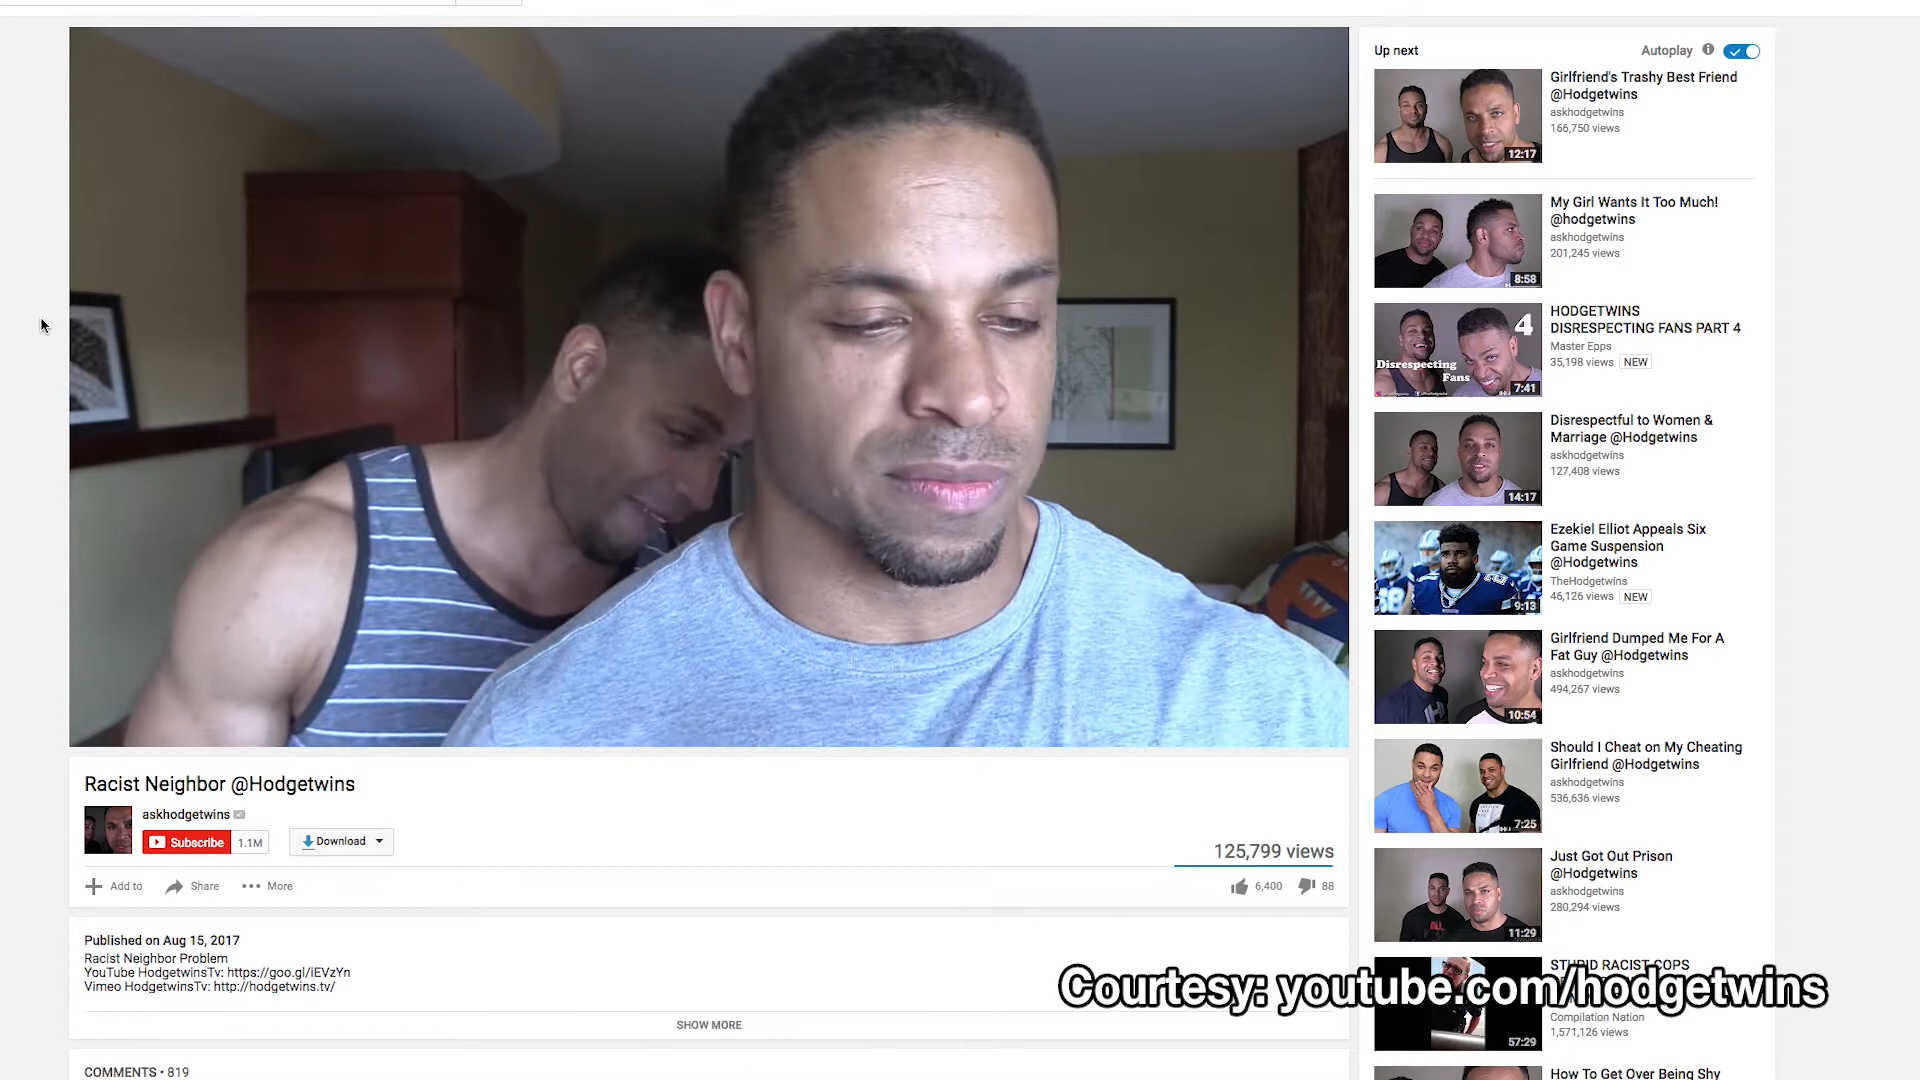 Racist Neighbor @Hodgetwins
askhodgetwins
Subscribe 1.1M
Download
125,799 views
Add to Share More
6,400 88
Published on Aug 15, 2017
Racist Neighbor Problem
YouTube HodgetwinsTv: https://goo.gl/iEVzYn
Vimeo HodgetwinsTv: http://hodgetwins.tv/
SHOW MORE
COMMENTS • 819
Up next
Autoplay
Girlfriend's Trashy Best Friend
@Hodgetwins
askhodgetwins
166,750 views
12:17
My Girl Wants It Too Much!
@hodgetwins
askhodgetwins
201,245 views
8:58
HODGETWINS
DISRESPECTING FANS PART 4
Master Epps
35,198 views NEW
4
Disrespecting
Fans
7:41
Disrespectful to Women &
Marriage @Hodgetwins
askhodgetwins
127,408 views
14:17
Ezekiel Elliot Appeals Six
Game Suspension
@Hodgetwins
TheHodgetwins
46,126 views NEW
9:13
Girlfriend Dumped Me For A
Fat Guy @Hodgetwins
askhodgetwins
494,267 views
10:54
Should I Cheat on My Cheating
Girlfriend @Hodgetwins
askhodgetwins
536,636 views
7:25
Just Got Out Prison
@Hodgetwins
askhodgetwins
280,294 views
11:29
STUPID RACIST COPS
Compilation Nation
1,571,126 views
57:29
How To Get Over Being Shy
Courtesy: youtube.com/hodgetwins